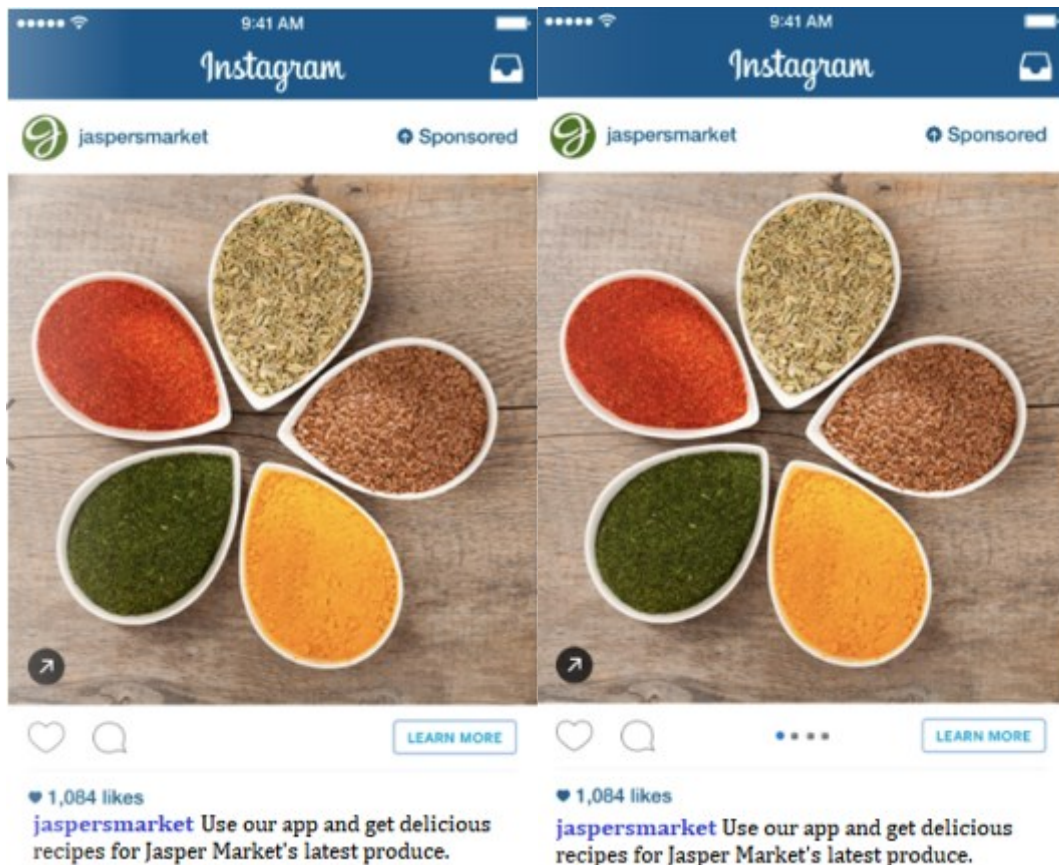 9:41 AM
Instagram
jaspersmarket Sponsored
LEARN MORE
1,084 likes
jaspersmarket Use our app and get delicious
recipes for Jasper Market's latest produce.
9:41 AM
Instagram
jaspersmarket Sponsored
LEARN MORE
1,084 likes
jaspersmarket Use our app and get delicious
recipes for Jasper Market's latest produce.